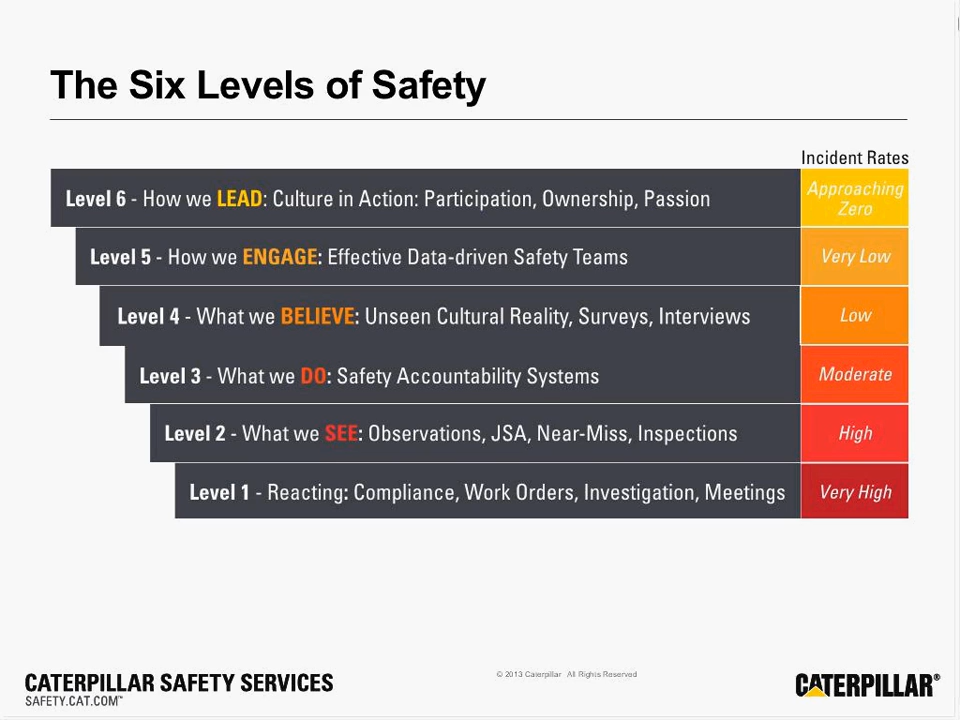 The Six Levels of Safety
Incident Rates
Level 6 - How we LEAD: Culture in Action: Participation, Ownership, Passion
Approaching
Zero
Level 5 - How we ENGAGE: Effective Data-driven Safety Teams
Very Low
Level 4 - What we BELIEVE: Unseen Cultural Reality, Surveys, Interviews
Low
Level 3 - What we DO: Safety Accountability Systems
Moderate
Level 2 - What we SEE: Observations, JSA, Near-Miss, Inspections
High
Level 1 - Reacting: Compliance, Work Orders, Investigation, Meetings
Very High
CATERPILLAR SAFETY SERVICES
SAFETY.CAT.COM™
© 2013 Caterpillar All Rights Reserved
CATERPILLAR®